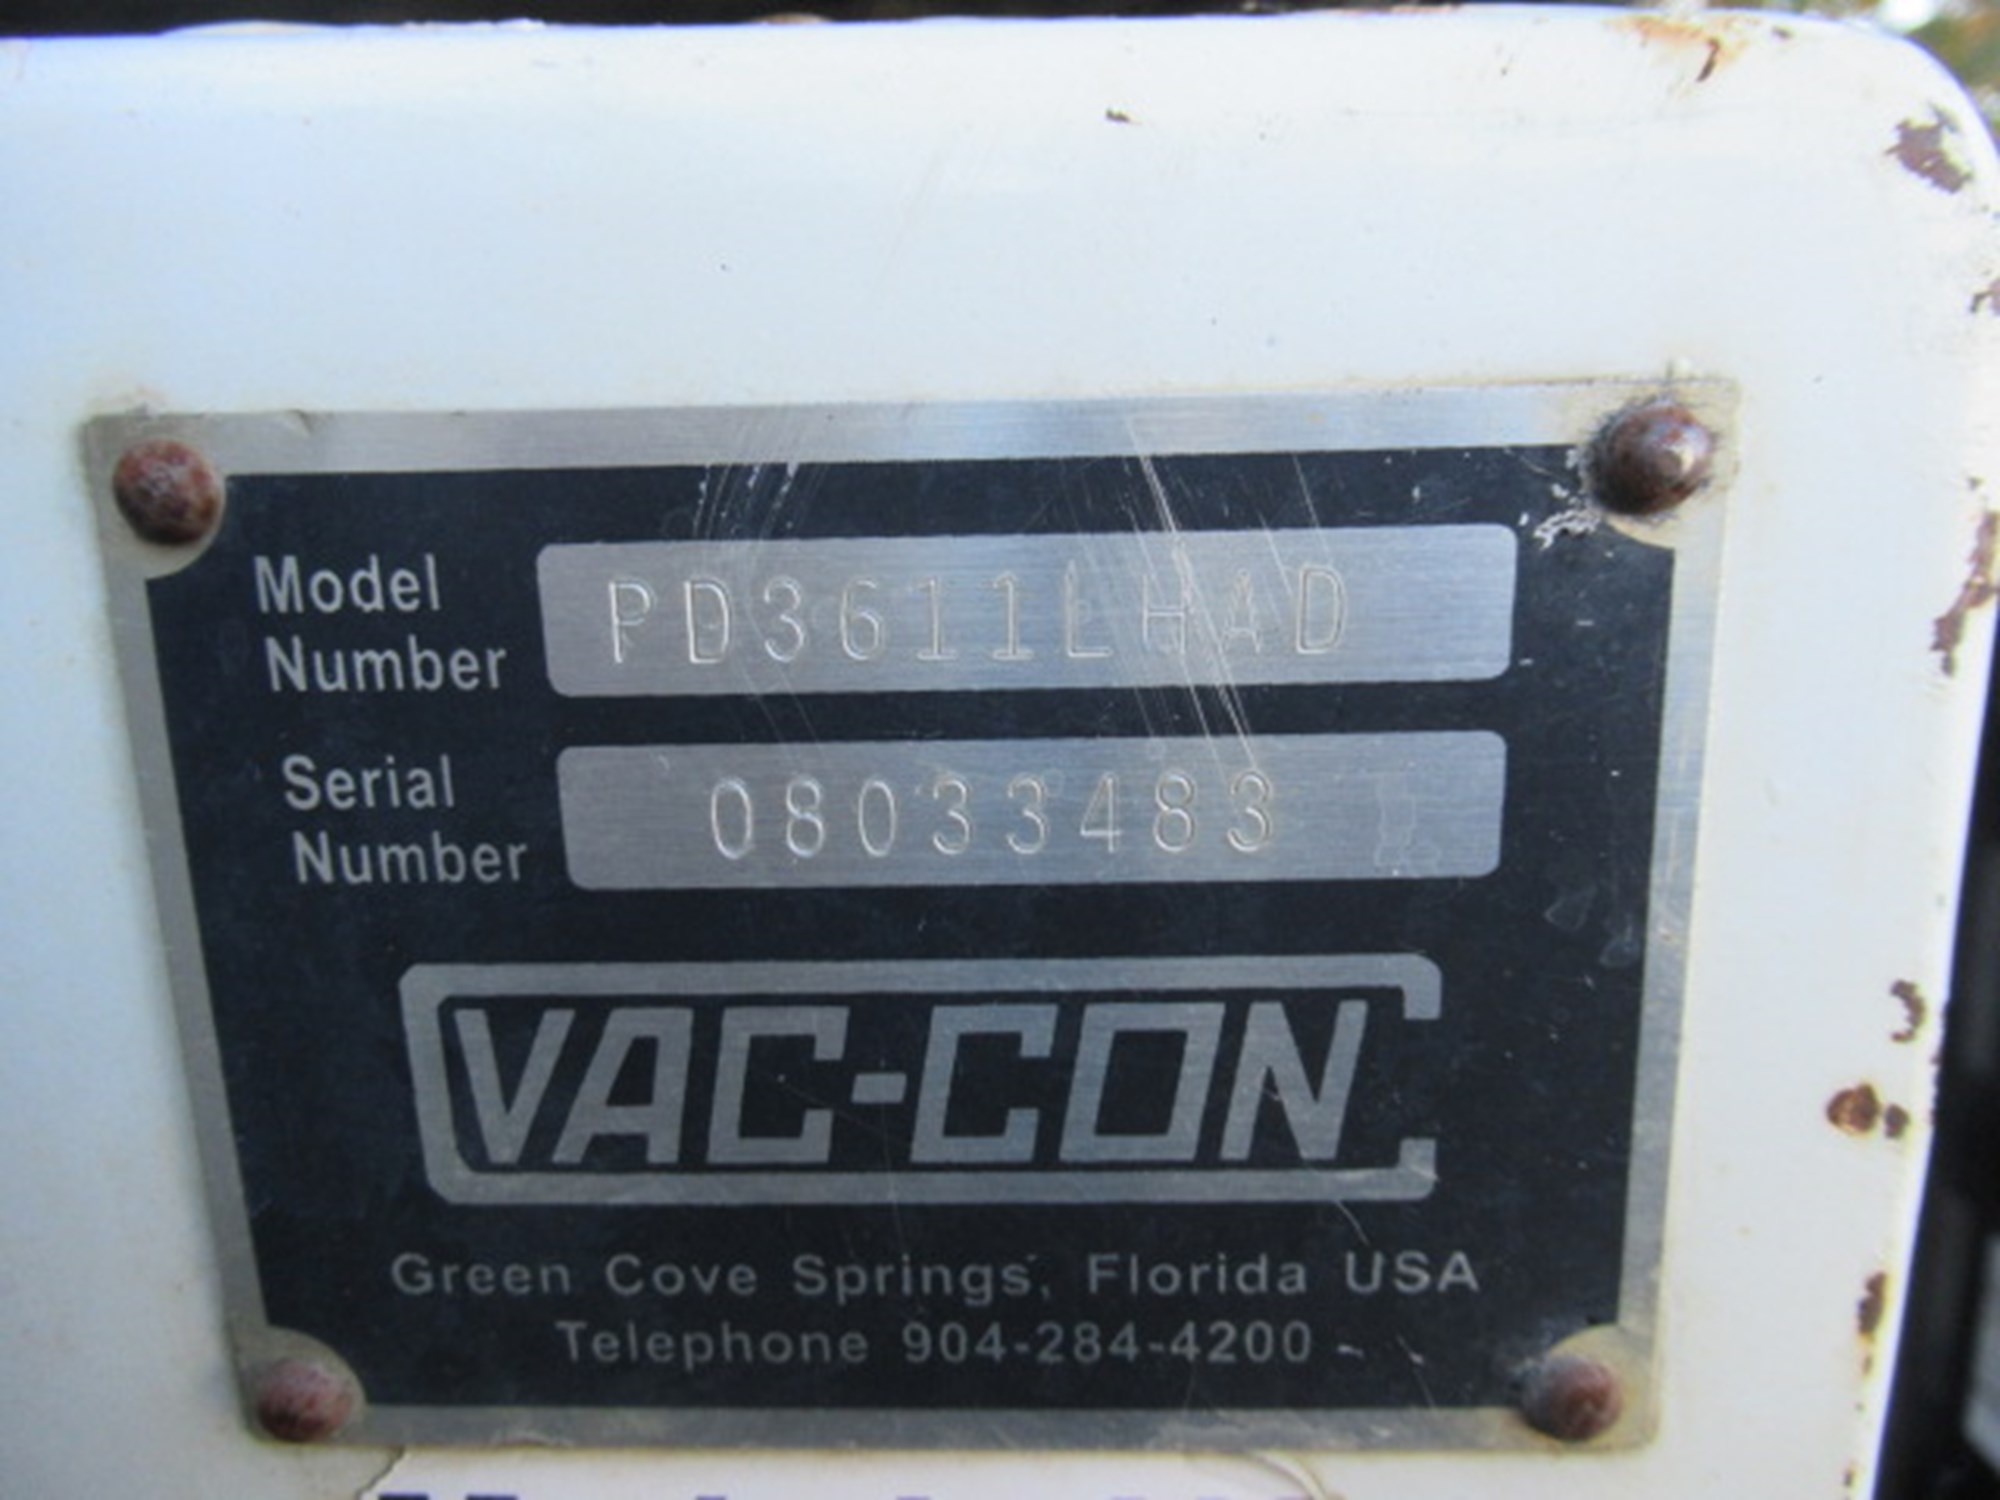 Model
Number PD3611LHAD
Serial
Number 08033483
VAC-CON
Green Cove Springs, Florida USA
Telephone 904-284-4200